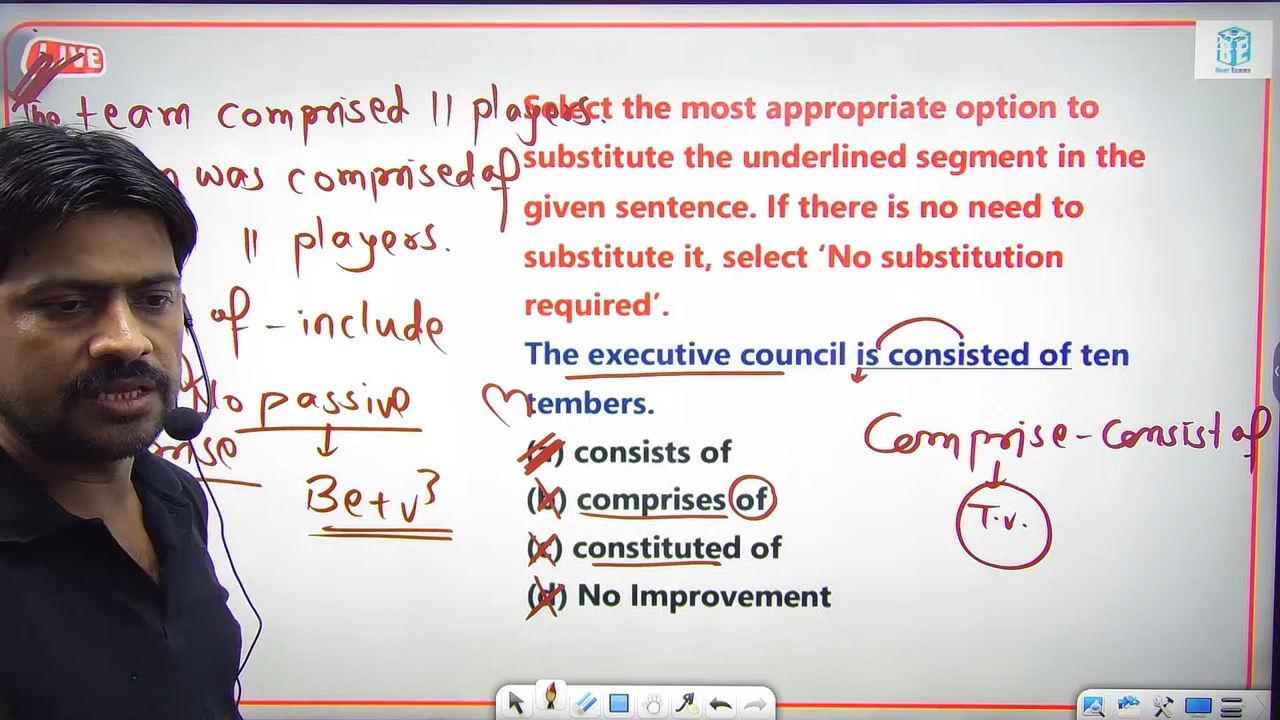 LIVE
The team comprised 11 players.
was comprised of
11 players.
of - include
No passive
Be + v3
Select the most appropriate option to
substitute the underlined segment in the
given sentence. If there is no need to
substitute it, select ‘No substitution
required’.
The executive council is consisted of ten
tembers.
consists of
(b) comprises of
(c) constituted of
(d) No Improvement
Comprise - Consist of
T.v.
Best Exams